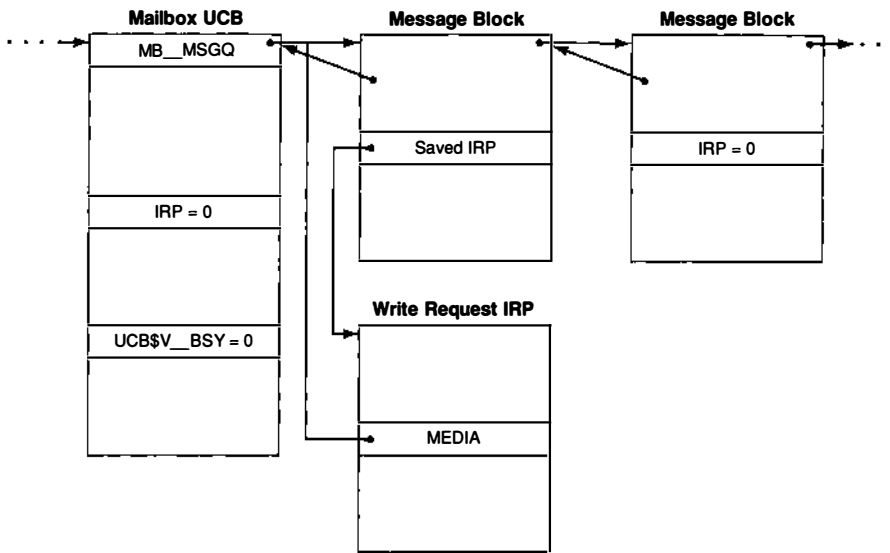 Mailbox UCB
Message Block
Message Block
MB__MSGQ
Saved IRP
IRP = 0
IRP = 0
Write Request IRP
UCB$V__BSY = 0
MEDIA